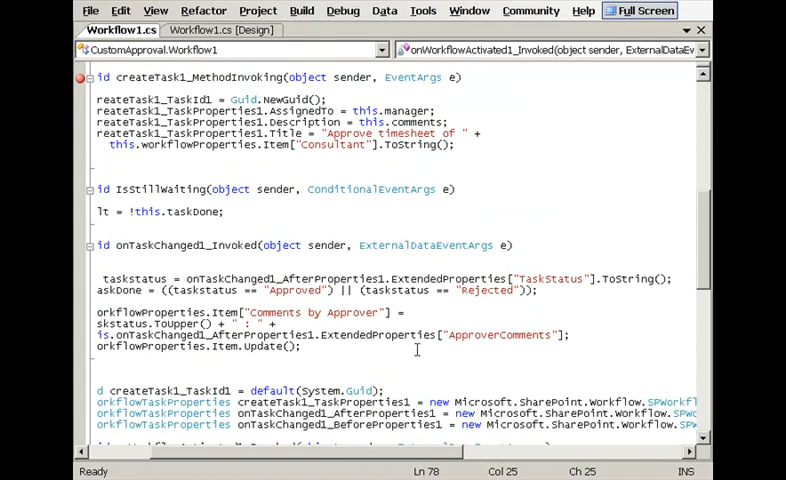 File Edit View Refactor Project Build Debug Data Tools Window Community Help Full Screen
Workflow1.cs Workflow1.cs [Design]
CustomApproval.Workflow1 onWorkflowActivated1_Invoked(object sender, ExternalDataEv
id createTask1_MethodInvoking(object sender, EventArgs e)
reateTask1_TaskId1 = Guid.NewGuid();
reateTask1_TaskProperties1.AssignedTo = this.manager;
reateTask1_TaskProperties1.Description = this.comments;
reateTask1_TaskProperties1.Title = "Approve timesheet of " +
this.workflowProperties.Item["Consultant"].ToString();
id IsStillWaiting(object sender, ConditionalEventArgs e)
lt = !this.taskDone;
id onTaskChanged1_Invoked(object sender, ExternalDataEventArgs e)
taskstatus = onTaskChanged1_AfterProperties1.ExtendedProperties["TaskStatus"].ToString();
askDone = ((taskstatus == "Approved") || (taskstatus == "Rejected"));
orkflowProperties.Item["Comments by Approver"] =
skstatus.ToUpper() + " : " +
is.onTaskChanged1_AfterProperties1.ExtendedProperties["ApproverComments"];
orkflowProperties.Item.Update();
d createTask1_TaskId1 = default(System.Guid);
orkflowTaskProperties createTask1_TaskProperties1 = new Microsoft.SharePoint.Workflow.SPWorkf
orkflowTaskProperties onTaskChanged1_AfterProperties1 = new Microsoft.SharePoint.Workflow.SPWo
orkflowTaskProperties onTaskChanged1_BeforeProperties1 = new Microsoft.SharePoint.Workflow.SPW
Ready Ln 78 Col 25 Ch 25 INS